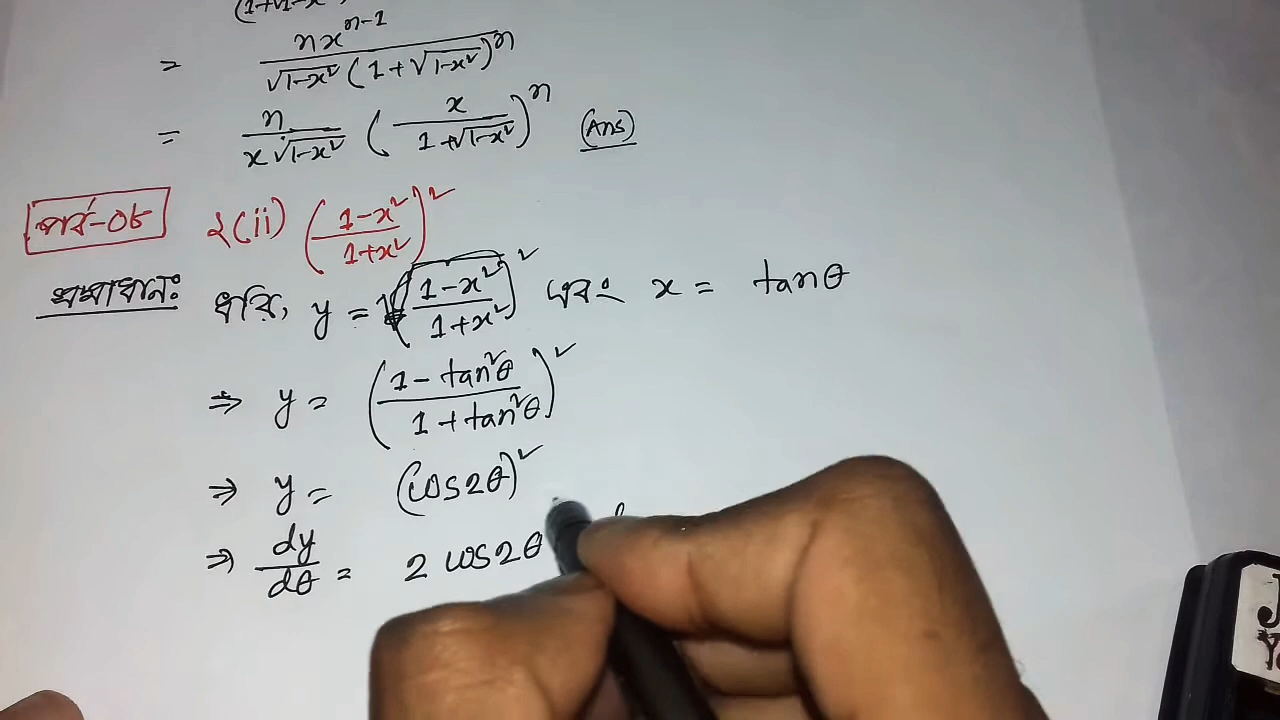 = nx^(n-1) / √(1-x²) (1+√(1-x²))^n
= n / x√(1-x²) (x / 1+√(1-x²))^n (Ans)
পর্ব-০৮ ২(ii) ((1-x²)/(1+x²))²
সমাধান: ধরি, y = ((1-x²)/(1+x²))² এবং x = tanθ
⇒ y = ((1 - tan²θ)/(1 + tan²θ))²
⇒ y = (cos2θ)²
⇒ dy/dθ = 2 cos2θ